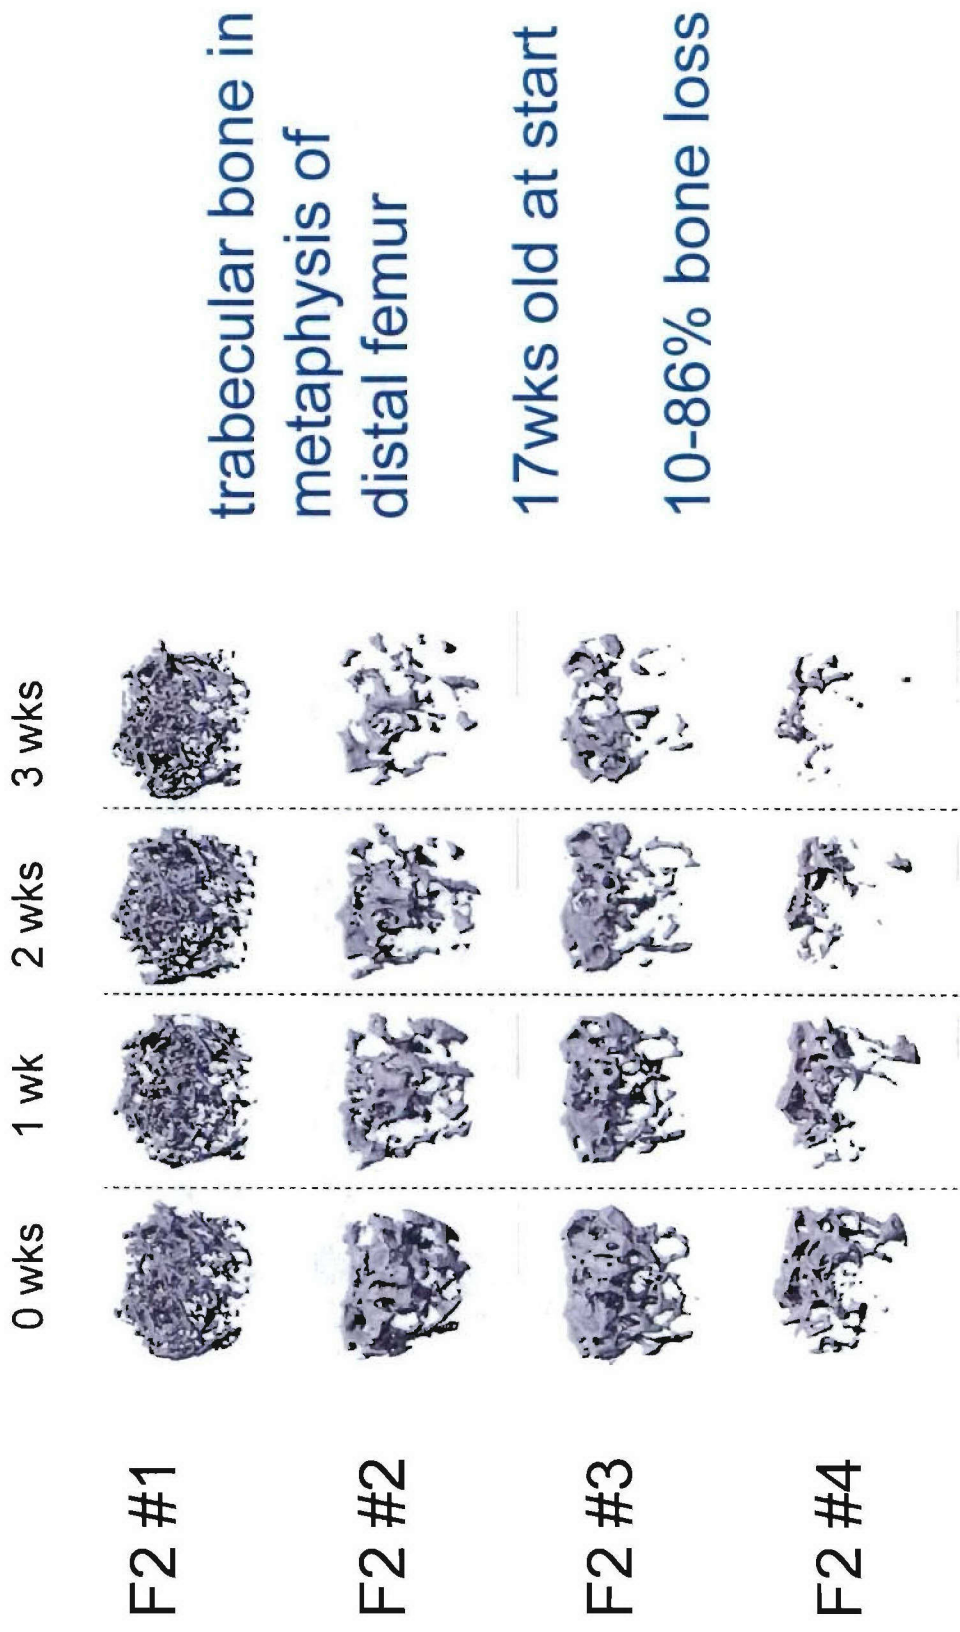 0 wks 1 wk 2 wks 3 wks
F2 #1
F2 #2
F2 #3
F2 #4
trabecular bone in
metaphysis of
distal femur
17wks old at start
10-86% bone loss